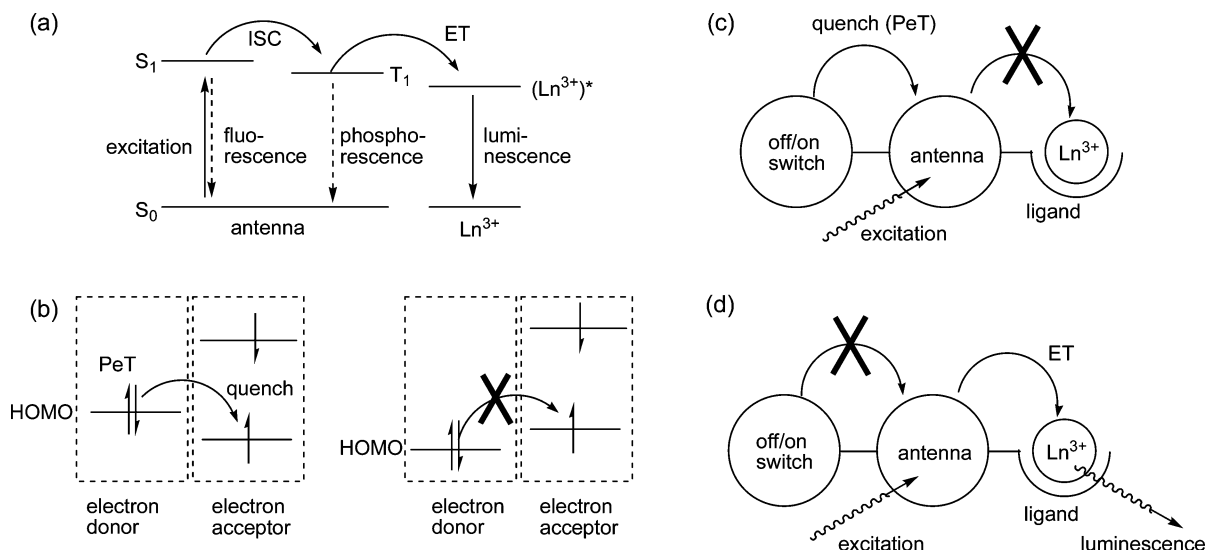 (a)
ISC
ET
S1
T1
(Ln3+)*
excitation
fluo-
rescence
phospho-
rescence
lumi-
nescence
S0
antenna
Ln3+
(b)
PeT
quench
HOMO
HOMO
electron
donor
electron
acceptor
electron
donor
electron
acceptor
(c)
quench (PeT)
off/on
switch
antenna
Ln3+
ligand
excitation
(d)
ET
off/on
switch
antenna
Ln3+
ligand
excitation
luminescence